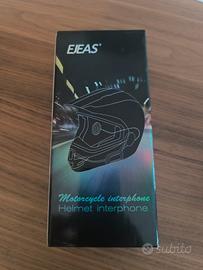 EJEAS®
Motorcycle interphone
Helmet interphone
subito